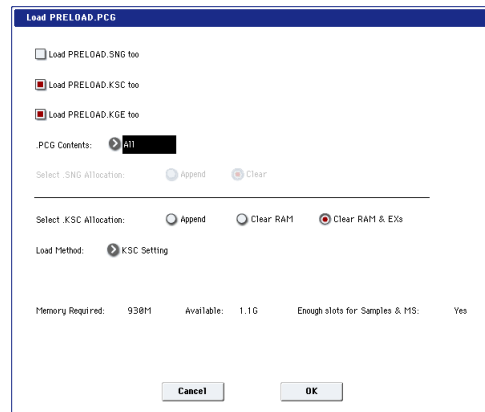 Load PRELOAD.PCG
Load PRELOAD.SNG too
Load PRELOAD.KSC too
Load PRELOAD.KGE too
.PCG Contents: All
Select .SNG Allocation: Append Clear
Select .KSC Allocation: Append Clear RAM Clear RAM & EXs
Load Method: KSC Setting
Memory Required: 930M Available: 1.1G Enough slots for Samples & MS: Yes
Cancel OK